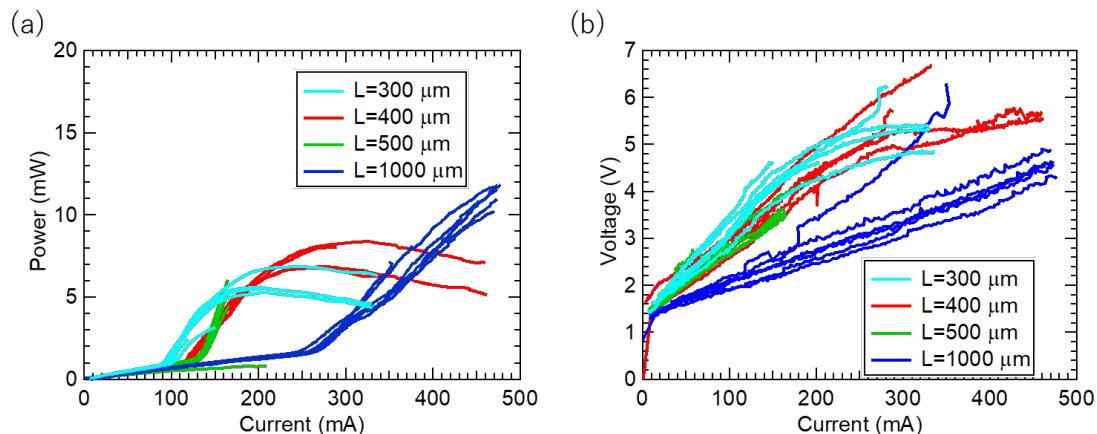 (a)
20
15
10
5
0
Power (mW)
L=300 μm
L=400 μm
L=500 μm
L=1000 μm
0 100 200 300 400 500
Current (mA)
(b)
7
6
5
4
3
2
1
0
Voltage (V)
L=300 μm
L=400 μm
L=500 μm
L=1000 μm
0 100 200 300 400 500
Current (mA)